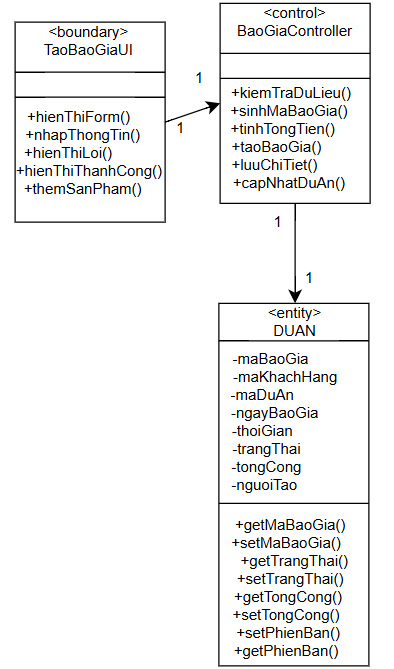 <boundary>
TaoBaoGiaUI
+hienThiForm()
+nhapThongTin()
+hienThiLoi()
+hienThiThanhCong()
+themSanPham()
1
1
<control>
BaoGiaController
+kiemTraDuLieu()
+sinhMaBaoGia()
+tinhTongTien()
+taoBaoGia()
+luuChiTiet()
+capNhatDuAn()
1
1
<entity>
DUAN
-maBaoGia
-maKhachHang
-maDuAn
-ngayBaoGia
-thoiGian
-trangThai
-tongCong
-nguoiTao
+getMaBaoGia()
+setMaBaoGia()
+getTrangThai()
+setTrangThai()
+getTongCong()
+setTongCong()
+setPhienBan()
+getPhienBan()